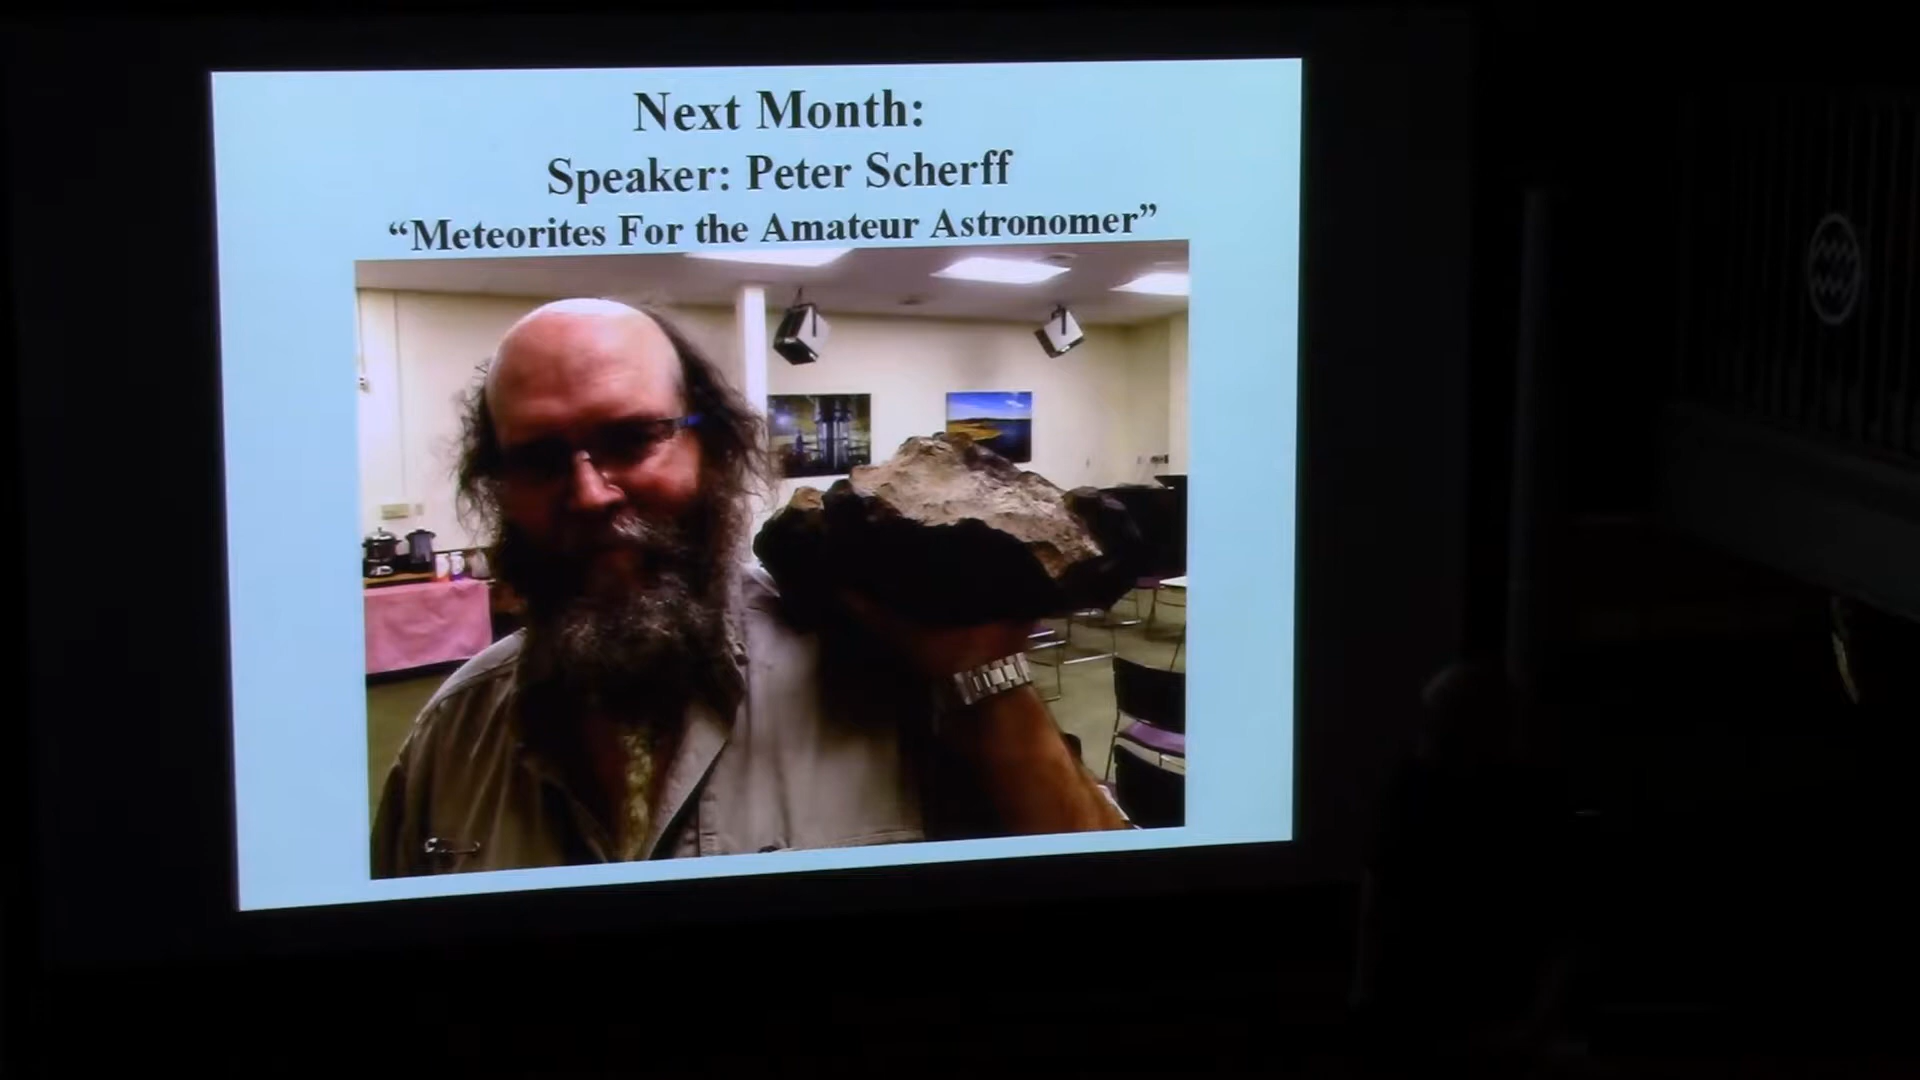 Next Month:
Speaker: Peter Scherff
“Meteorites For the Amateur Astronomer”